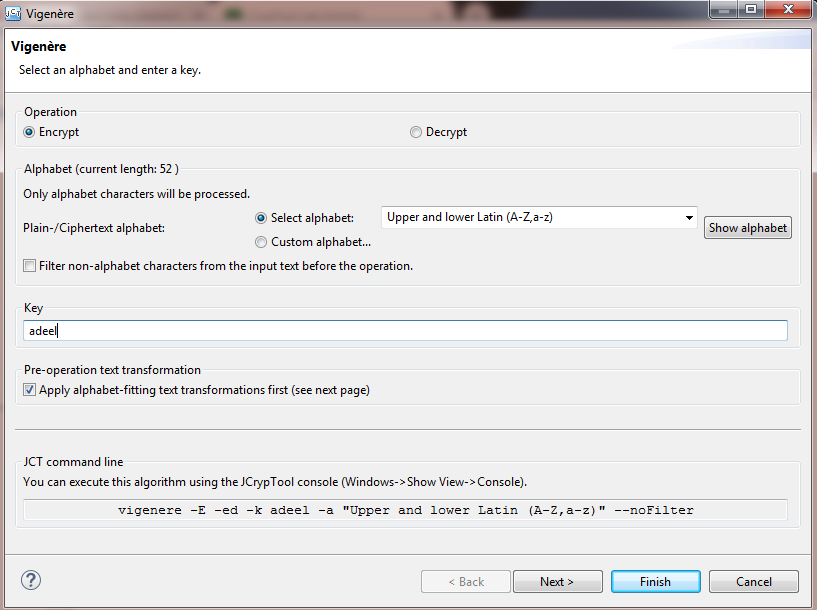 JCT Vigenère
Vigenère
Select an alphabet and enter a key.
Operation
Encrypt Decrypt
Alphabet (current length: 52 )
Only alphabet characters will be processed.
Plain-/Ciphertext alphabet: Select alphabet: Upper and lower Latin (A-Z,a-z) Show alphabet
Custom alphabet...
Filter non-alphabet characters from the input text before the operation.
Key
adeel
Pre-operation text transformation
Apply alphabet-fitting text transformations first (see next page)
JCT command line
You can execute this algorithm using the JCrypTool console (Windows->Show View->Console).
vigenere -E -ed -k adeel -a "Upper and lower Latin (A-Z,a-z)" --noFilter
? < Back Next > Finish Cancel